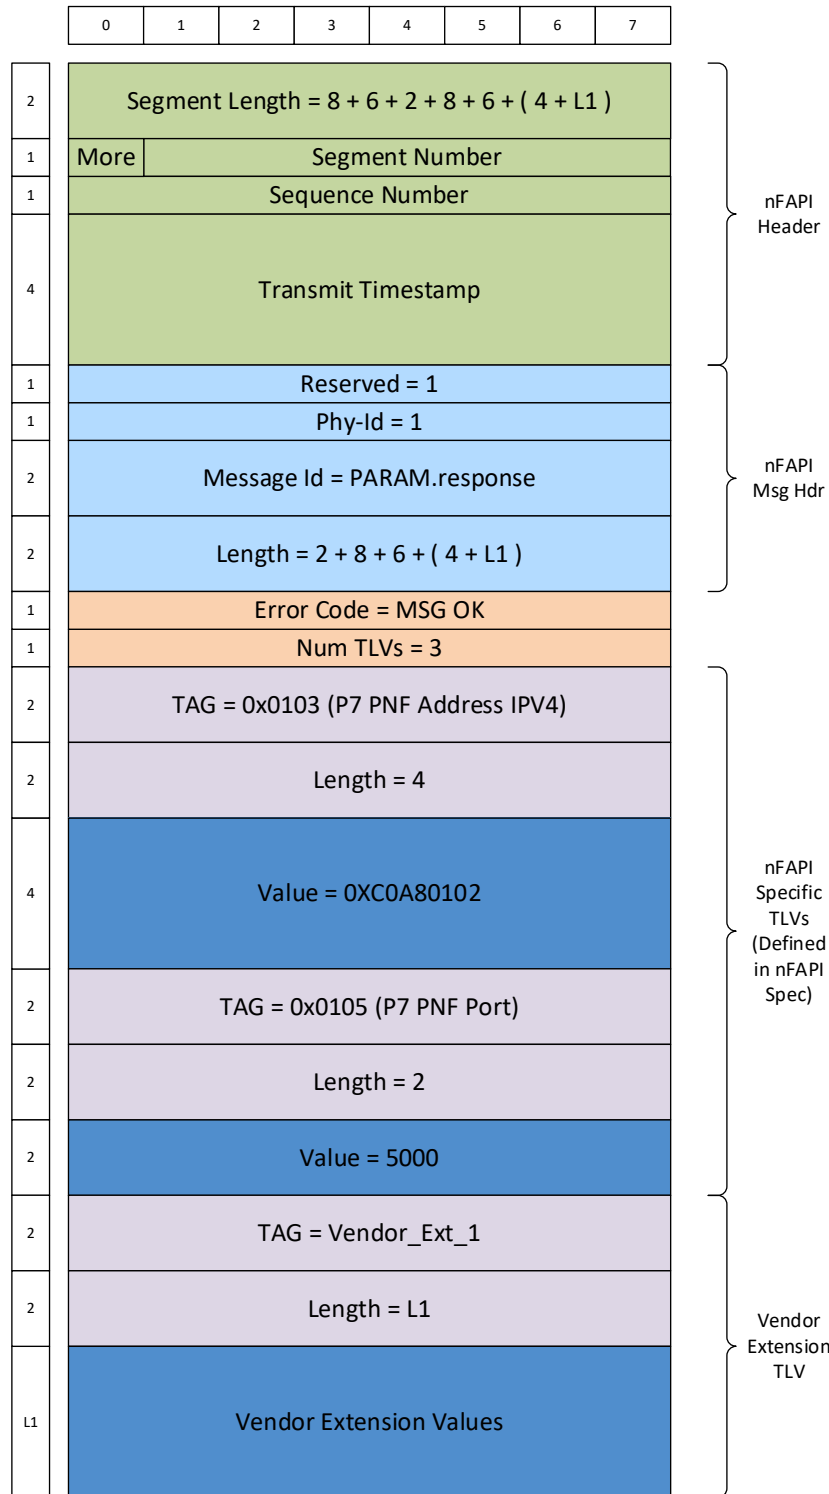 0 1 2 3 4 5 6 7
2 Segment Length = 8 + 6 + 2 + 8 + 6 + ( 4 + L1 )
1 More Segment Number
1 Sequence Number
nFAPI
Header
4 Transmit Timestamp
1 Reserved = 1
1 Phy-Id = 1
2 Message Id = PARAM.response
nFAPI
Msg Hdr
2 Length = 2 + 8 + 6 + ( 4 + L1 )
1 Error Code = MSG OK
1 Num TLVs = 3
2 TAG = 0x0103 (P7 PNF Address IPV4)
2 Length = 4
4 Value = 0XC0A80102
nFAPI
Specific
TLVs
(Defined
in nFAPI
Spec)
2 TAG = 0x0105 (P7 PNF Port)
2 Length = 2
2 Value = 5000
2 TAG = Vendor_Ext_1
2 Length = L1
Vendor
Extension
TLV
L1 Vendor Extension Values